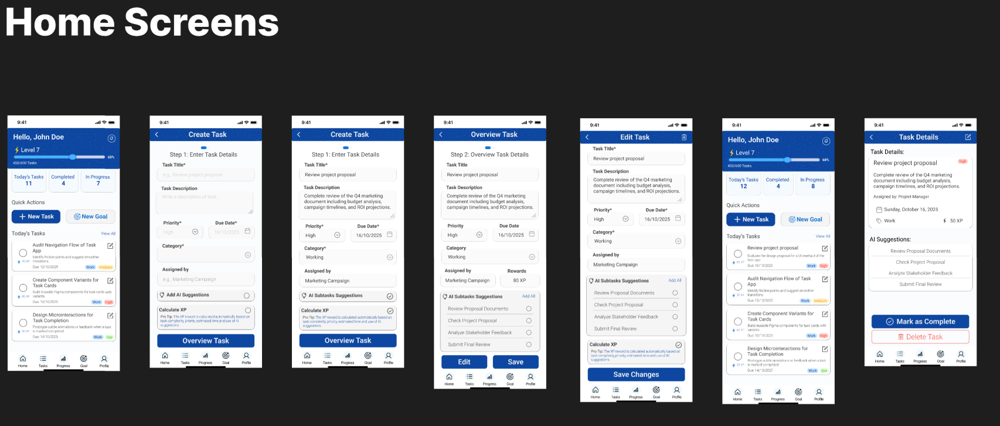 Home Screens
9:41
Hello, John Doe
Level 7
68%
450/600 Tasks
Today's Tasks
11
Completed
4
In Progress
7
Quick Actions
New Task
New Goal
Today's Tasks
View All
Audit Navigation Flow of Task
App
Identify friction points and suggest smoother
transitions.
Due: 12/10/2025
Work
medium
Create Component Variants for
Task Cards
Build reusable Figma components for task cards with
variants
80 XP
Due: 10/10/2025
Work
High
Design Microinteractions for
Task Completion
Prototype subtle animations or feedback when a task
is marked completed
Due: 14/10/2025
Work
low
Home
Tasks
Progress
Goal
Profile
9:41
Create Task
Step 1: Enter Task Details
Task Title*
e.g., Review project proposal
Task Description
Write a description of task..
Priority*
Due Date*
High
16/10/2025
Category*
Assigned by
e.g., Marketing Campaign
Add AI Suggestions
Calculate XP
Pro Tip: The XP reward is calculated automatically based on
task complexity, priority, estimated time and use of AI
suggestions
Overview Task
Home
Tasks
Progress
Goal
Profile
9:41
Create Task
Step 1: Enter Task Details
Task Title*
Review project proposal
Task Description
Complete review of the Q4 marketing
document including budget analysis,
campaign timelines, and ROI projections.
Priority*
Due Date*
High
16/10/2025
Category*
Working
Assigned by
Marketing Campaign
AI Subtasks Suggestions
Calculate XP
Pro Tip: The XP reward is calculated automatically based on
task complexity, priority, estimated time and use of AI
suggestions
Overview Task
Home
Tasks
Progress
Goal
Profile
9:41
Overview Task
Step 2: Overview Task Details
Task Title
Review project proposal
Task Description
Complete review of the Q4 marketing
document including budget analysis,
campaign timelines, and ROI projections.
Priority
Due Date
High
16/10/2025
Category
Working
Assigned by
Rewards
Marketing Campaign
80 XP
AI Subtasks Suggestions
Add All
Review Proposal Documents
Check Project Proposal
Analyze Stakeholder Feedback
Submit Final Review
Edit
Save
Home
Tasks
Progress
Goal
Profile
9:41
Edit Task
Task Title*
Review project proposal
Task Description
Complete review of the Q4 marketing
document including budget analysis,
campaign timelines, and ROI projections.
Priority*
Due Date*
High
16/10/2025
Category*
Working
Assigned by
Marketing Campaign
AI Subtasks Suggestions
Add All
Review Proposal Documents
Check Project Proposal
Analyze Stakeholder Feedback
Submit Final Review
Calculate XP
Pro Tip: The XP reward is calculated automatically based on
task complexity, priority, estimated time and use of AI
suggestions
Save Changes
Home
Tasks
Progress
Goal
Profile
9:41
Hello, John Doe
Level 7
68%
450/600 Tasks
Today's Tasks
12
Completed
4
In Progress
8
Quick Actions
New Task
New Goal
Today's Tasks
View All
Review project proposal
Evaluate the design proposal for a UI overhaul of the
task app
Due: 10/10/2025
Work
high
Audit Navigation Flow of Task
App
Identify friction points and suggest smoother
transitions.
Due: 12/10/2025
Work
medium
Create Component Variants for
Task Cards
Build reusable Figma components for task cards with
variants
Due: 10/10/2025
Work
high
Design Microinteractions for
Task Completion
Prototype subtle animations or feedback when a task
is marked completed
Due: 14/10/2025
Work
low
Home
Tasks
Progress
Goal
Profile
9:41
Task Details
Task Details:
Review project proposal
high
Complete review of the Q4 marketing
document including budget analysis,
campaign timelines, and ROI projections.
Assigned by: Project Manager
Sunday, October 16, 2025
Work
50 XP
AI Suggestions:
Review Proposal Documents
Check Project Proposal
Analyze Stakeholder Feedback
Submit Final Review
Mark as Complete
Delete Task
Home
Tasks
Progress
Goal
Profile